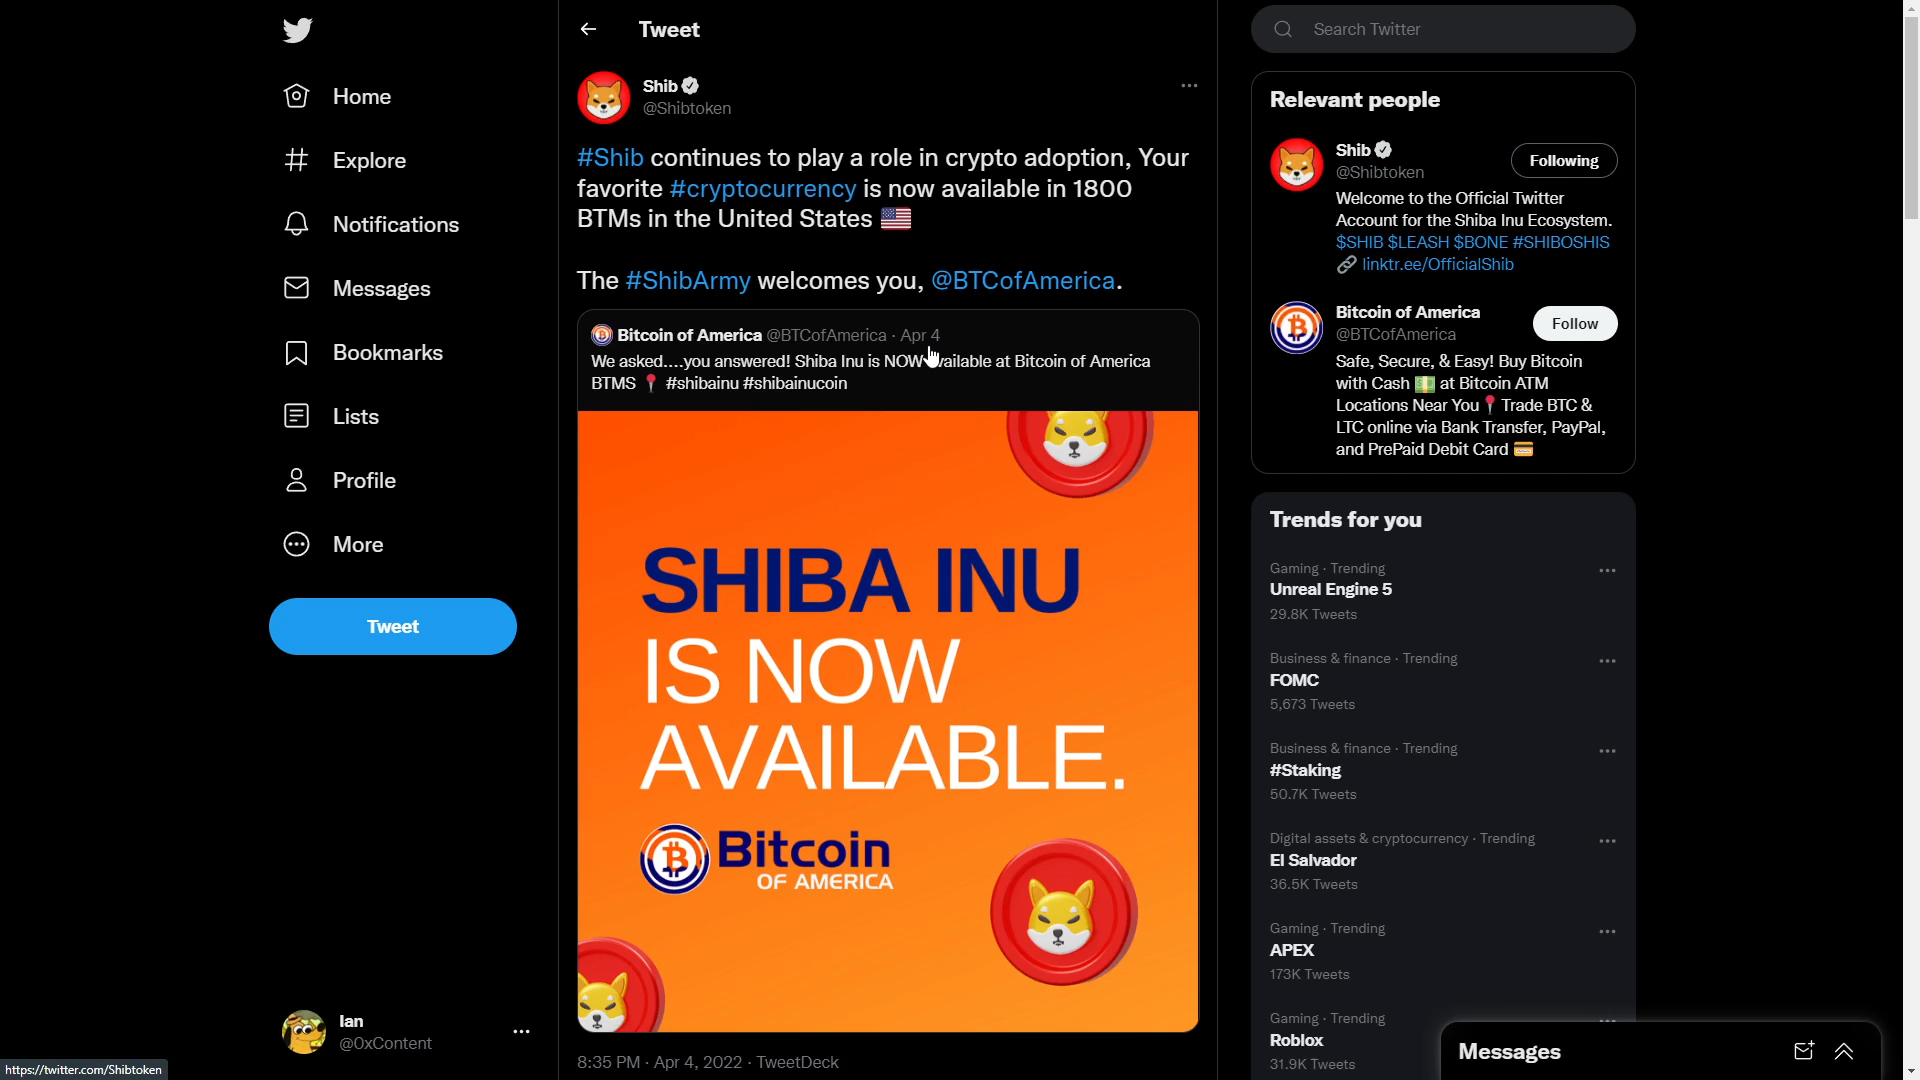 Home
Explore
Notifications
Messages
Bookmarks
Lists
Profile
More
Tweet
Ian
@0xContent
https://twitter.com/Shibtoken
Tweet
Shib
@Shibtoken
#Shib continues to play a role in crypto adoption, Your
favorite #cryptocurrency is now available in 1800
BTMs in the United States
The #ShibArmy welcomes you, @BTCofAmerica.
Bitcoin of America @BTCofAmerica · Apr 4
We asked....you answered! Shiba Inu is NOW vailable at Bitcoin of America
BTMS #shibainu #shibainucoin
SHIBA INU
IS NOW
AVAILABLE.
Bitcoin
OF AMERICA
8:35 PM · Apr 4, 2022 · TweetDeck
Search Twitter
Relevant people
Shib
@Shibtoken
Following
Welcome to the Official Twitter
Account for the Shiba Inu Ecosystem.
$SHIB $LEASH $BONE #SHIBOSHIS
linktr.ee/OfficialShib
Bitcoin of America
@BTCofAmerica
Follow
Safe, Secure, & Easy! Buy Bitcoin
with Cash at Bitcoin ATM
Locations Near You Trade BTC &
LTC online via Bank Transfer, PayPal,
and PrePaid Debit Card
Trends for you
Gaming · Trending
Unreal Engine 5
29.8K Tweets
Business & finance · Trending
FOMC
5,673 Tweets
Business & finance · Trending
#Staking
50.7K Tweets
Digital assets & cryptocurrency · Trending
El Salvador
36.5K Tweets
Gaming · Trending
APEX
173K Tweets
Gaming · Trending
Roblox
31.9K Tweets
Messages